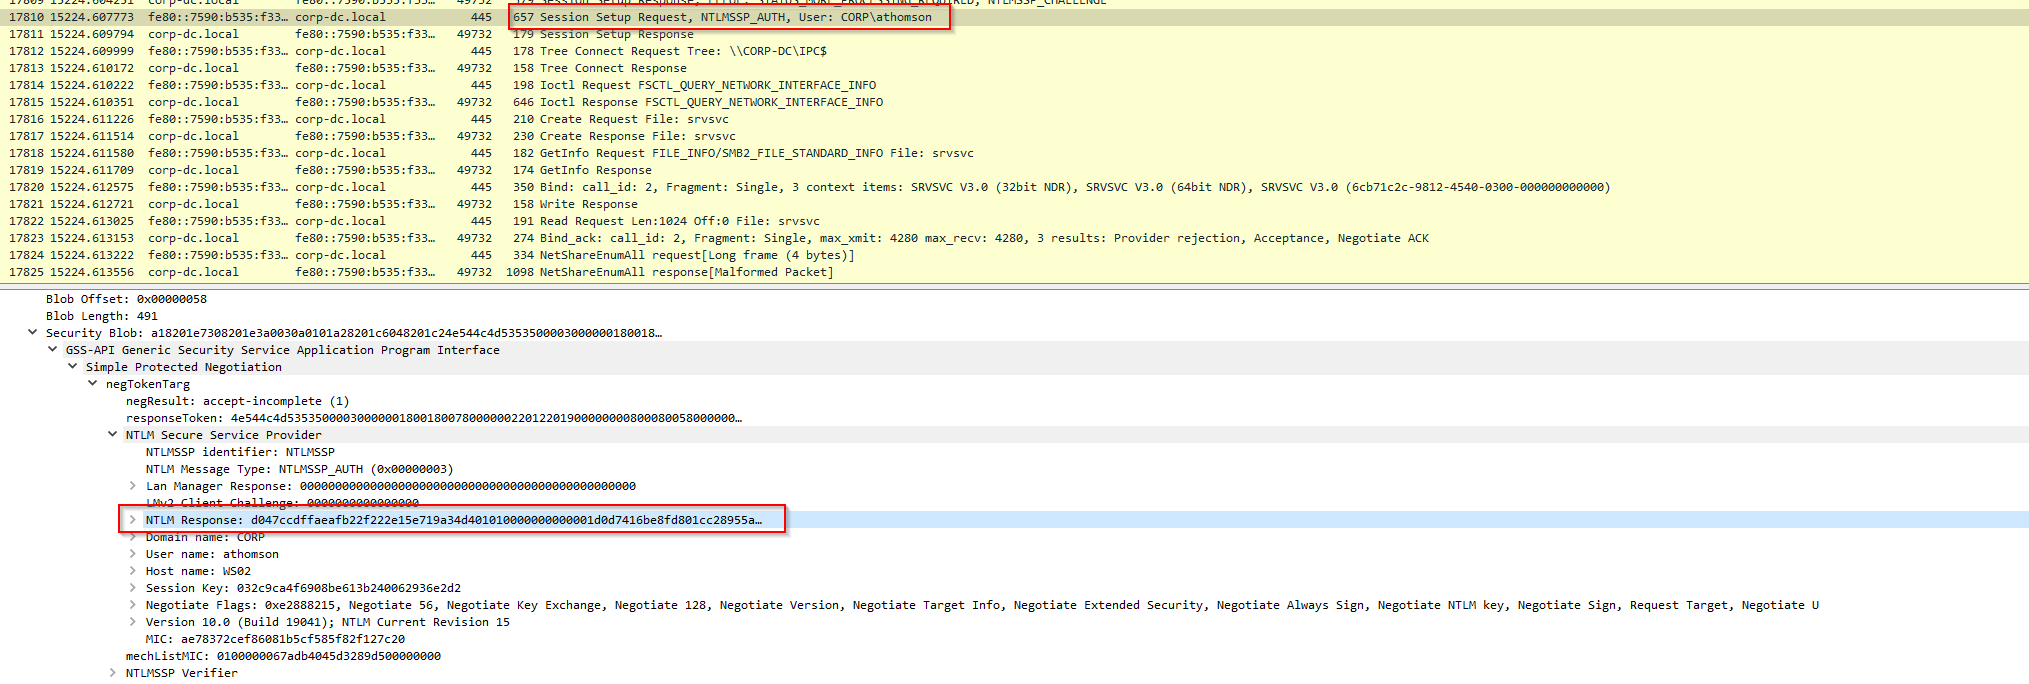 17809 15224.604251 corp-dc.local fe80::7590:b535:f33… 49732 379 Session Setup Response, Error: STATUS_MORE_PROCESSING_REQUIRED, NTLMSSP_CHALLENGE
17810 15224.607773 fe80::7590:b535:f33… corp-dc.local 445 657 Session Setup Request, NTLMSSP_AUTH, User: CORP\athomson
17811 15224.609794 corp-dc.local fe80::7590:b535:f33… 49732 179 Session Setup Response
17812 15224.609999 fe80::7590:b535:f33… corp-dc.local 445 178 Tree Connect Request Tree: \\CORP-DC\IPC$
17813 15224.610172 corp-dc.local fe80::7590:b535:f33… 49732 158 Tree Connect Response
17814 15224.610222 fe80::7590:b535:f33… corp-dc.local 445 198 Ioctl Request FSCTL_QUERY_NETWORK_INTERFACE_INFO
17815 15224.610351 corp-dc.local fe80::7590:b535:f33… 49732 646 Ioctl Response FSCTL_QUERY_NETWORK_INTERFACE_INFO
17816 15224.611226 fe80::7590:b535:f33… corp-dc.local 445 210 Create Request File: srvsvc
17817 15224.611514 corp-dc.local fe80::7590:b535:f33… 49732 230 Create Response File: srvsvc
17818 15224.611580 fe80::7590:b535:f33… corp-dc.local 445 182 GetInfo Request FILE_INFO/SMB2_FILE_STANDARD_INFO File: srvsvc
17819 15224.611709 corp-dc.local fe80::7590:b535:f33… 49732 174 GetInfo Response
17820 15224.612575 fe80::7590:b535:f33… corp-dc.local 445 350 Bind: call_id: 2, Fragment: Single, 3 context items: SRVSVC V3.0 (32bit NDR), SRVSVC V3.0 (64bit NDR), SRVSVC V3.0 (6cb71c2c-9812-4540-0300-000000000000)
17821 15224.612721 corp-dc.local fe80::7590:b535:f33… 49732 158 Write Response
17822 15224.613025 fe80::7590:b535:f33… corp-dc.local 445 191 Read Request Len:1024 Off:0 File: srvsvc
17823 15224.613153 corp-dc.local fe80::7590:b535:f33… 49732 274 Bind_ack: call_id: 2, Fragment: Single, max_xmit: 4280 max_recv: 4280, 3 results: Provider rejection, Acceptance, Negotiate ACK
17824 15224.613222 fe80::7590:b535:f33… corp-dc.local 445 334 NetShareEnumAll request[Long frame (4 bytes)]
17825 15224.613556 corp-dc.local fe80::7590:b535:f33… 49732 1098 NetShareEnumAll response[Malformed Packet]
Blob Offset: 0x00000058
Blob Length: 491
Security Blob: a18201e7308201e3a0030a0101a28201c6048201c24e544c4d5353500003000000180018…
GSS-API Generic Security Service Application Program Interface
Simple Protected Negotiation
negTokenTarg
negResult: accept-incomplete (1)
responseToken: 4e544c4d53535000030000001800180078000000220122019000000008000800580000000…
NTLM Secure Service Provider
NTLMSSP identifier: NTLMSSP
NTLM Message Type: NTLMSSP_AUTH (0x00000003)
Lan Manager Response: 000000000000000000000000000000000000000000000000
LMv2 Client Challenge: 0000000000000000
NTLM Response: d047ccdffaeafb22f222e15e719a34d4010100000000000001d0d7416be8fd801cc28955a…
Domain name: CORP
User name: athomson
Host name: WS02
Session Key: 032c9ca4f6908be613b240062936e2d2
Negotiate Flags: 0xe2888215, Negotiate 56, Negotiate Key Exchange, Negotiate 128, Negotiate Version, Negotiate Target Info, Negotiate Extended Security, Negotiate Always Sign, Negotiate NTLM key, Negotiate Sign, Request Target, Negotiate U
Version 10.0 (Build 19041); NTLM Current Revision 15
MIC: ae78372cef86081b5cf585f82f127c20
mechListMIC: 0100000067adb4045d3289d500000000
NTLMSSP Verifier